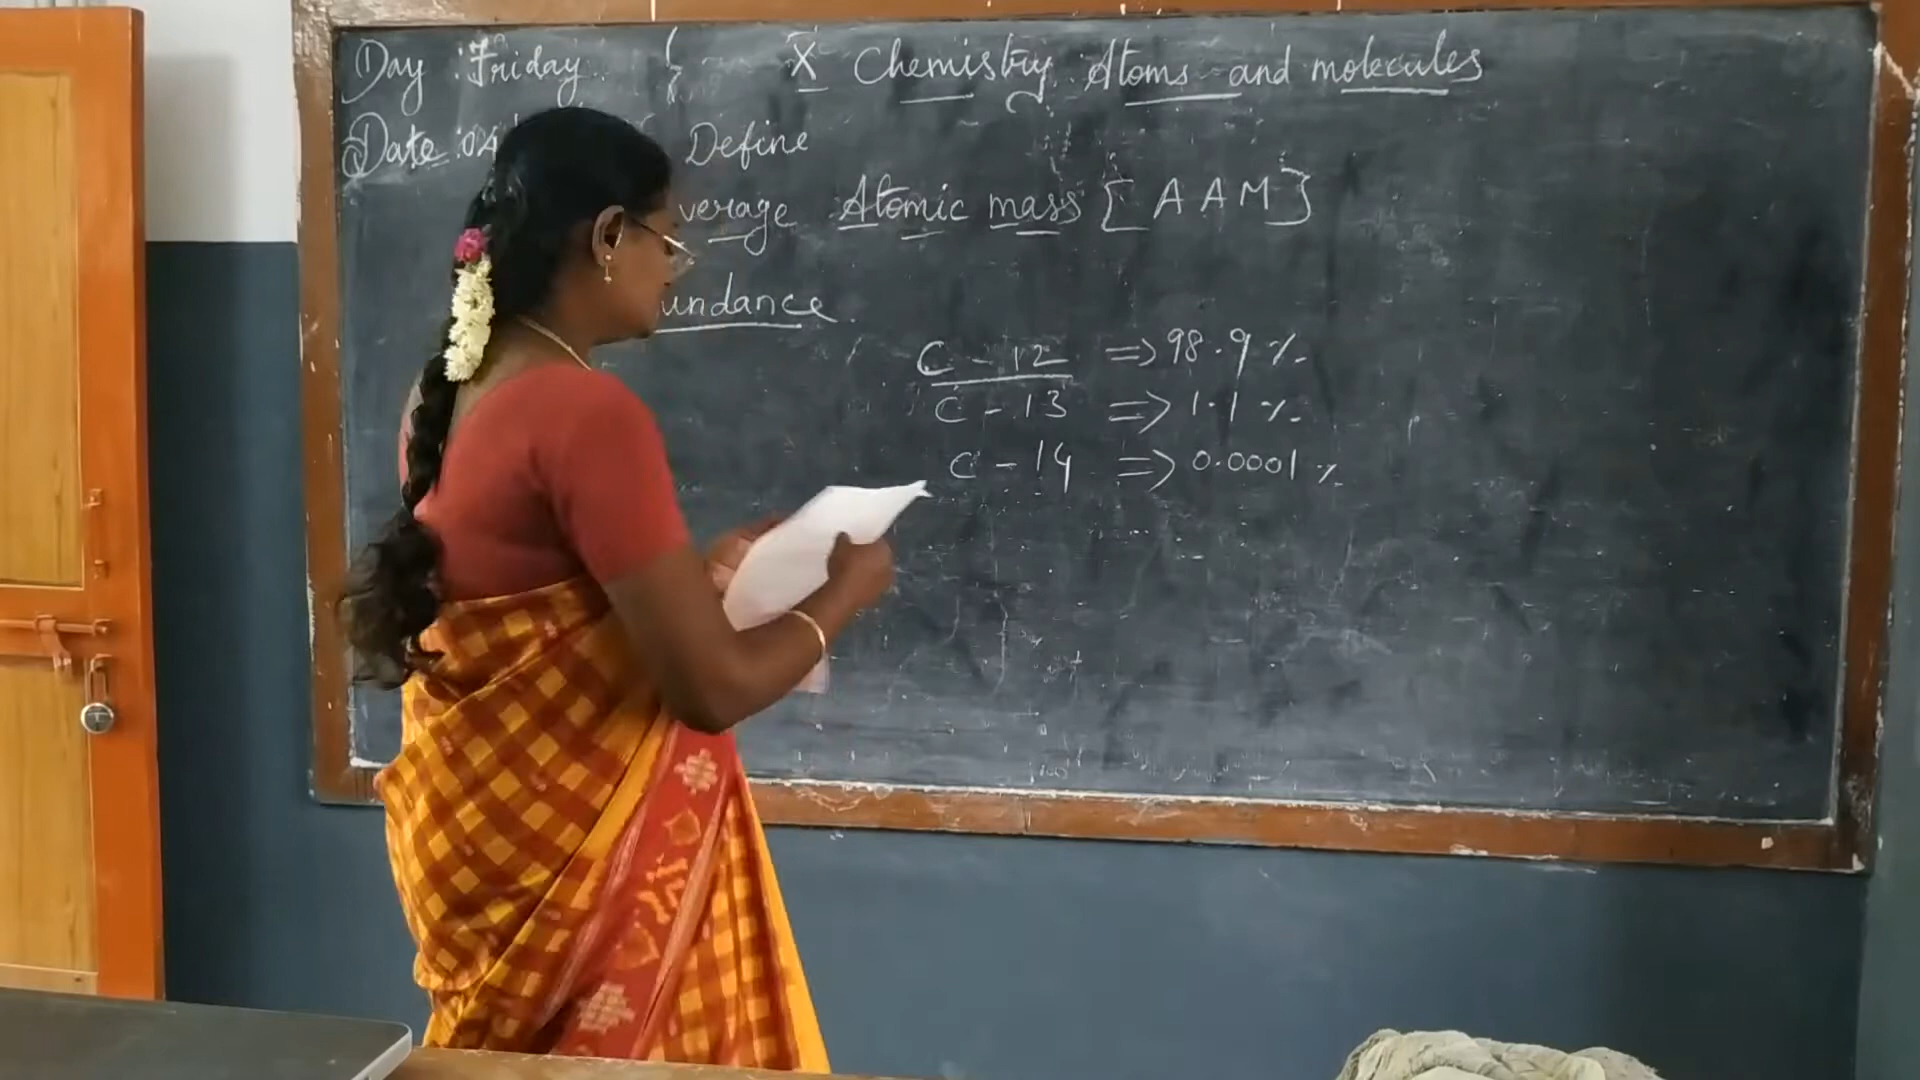 Day : Friday X Chemistry Atoms and molecules
Date : 04 Define
verage Atomic mass [ A A M ]
undance.
C - 12 => 98.9 %
C - 13 => 1.1 %
C - 14 => 0.0001 %